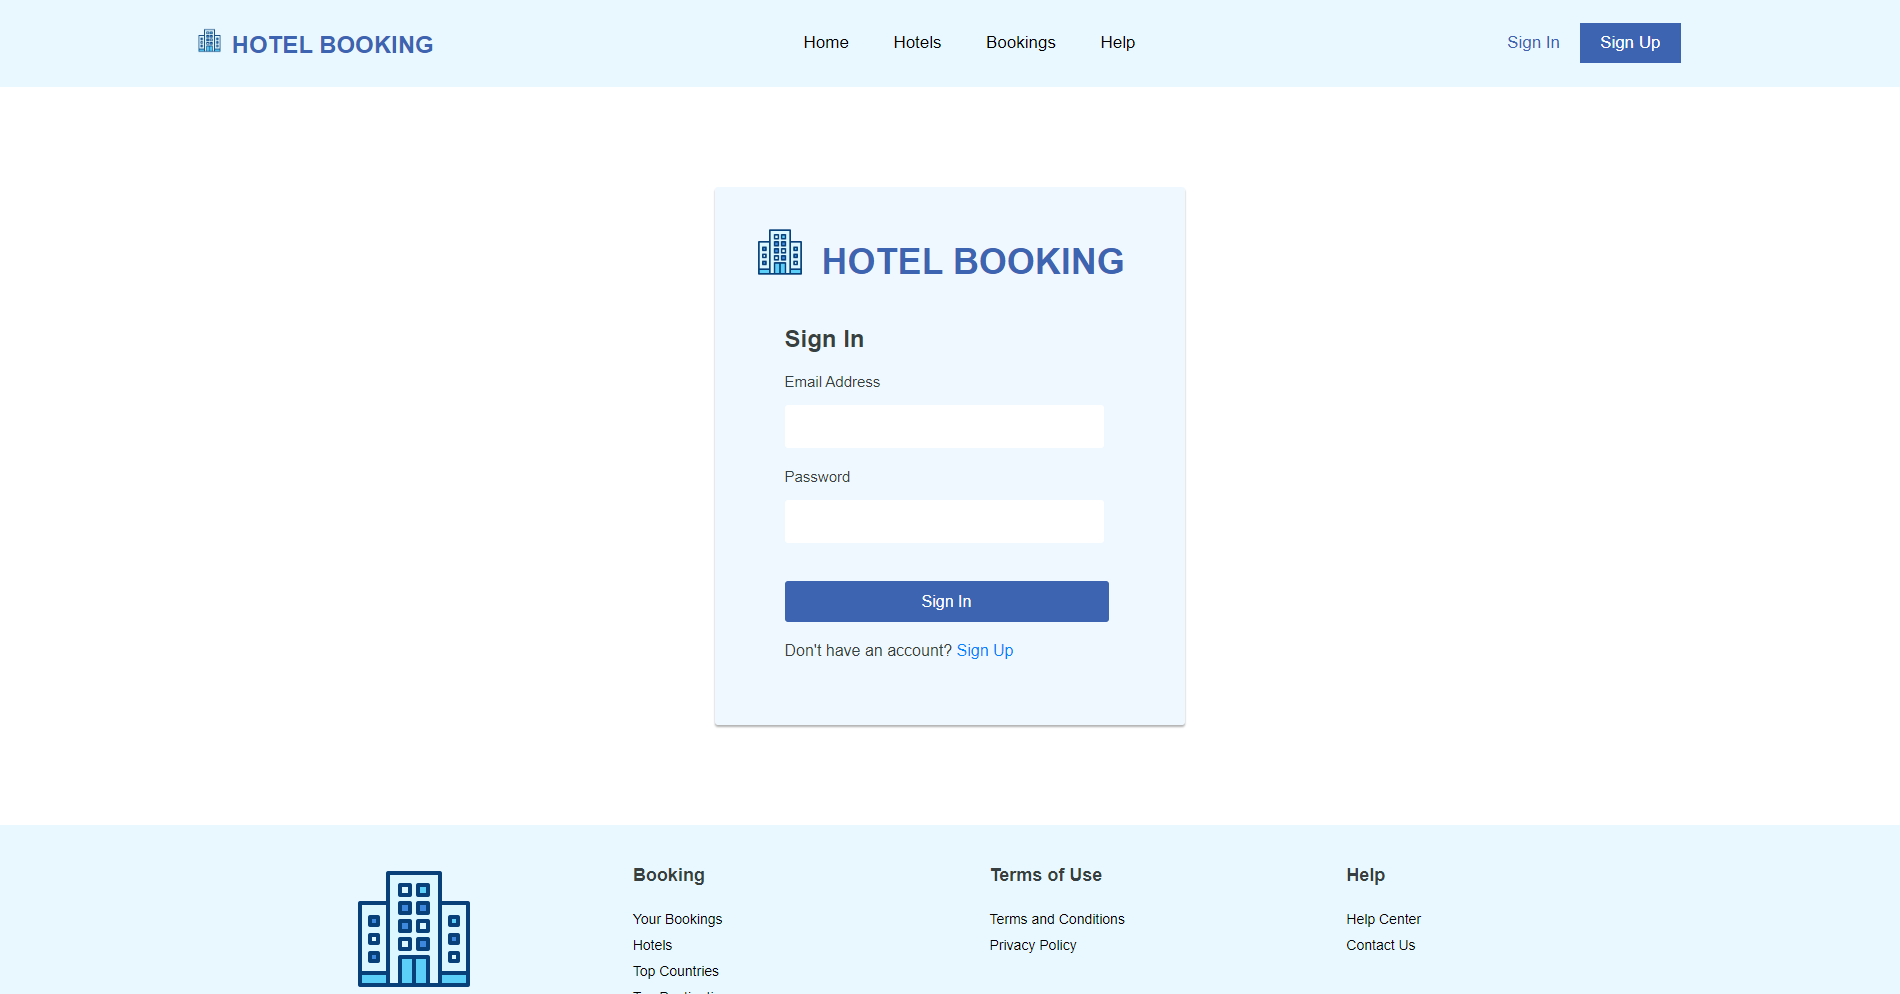 HOTEL BOOKING
Home Hotels Bookings Help
Sign In Sign Up
HOTEL BOOKING
Sign In
Email Address
Password
Sign In
Don't have an account? Sign Up
Booking
Your Bookings
Hotels
Top Countries
Terms of Use
Terms and Conditions
Privacy Policy
Help
Help Center
Contact Us